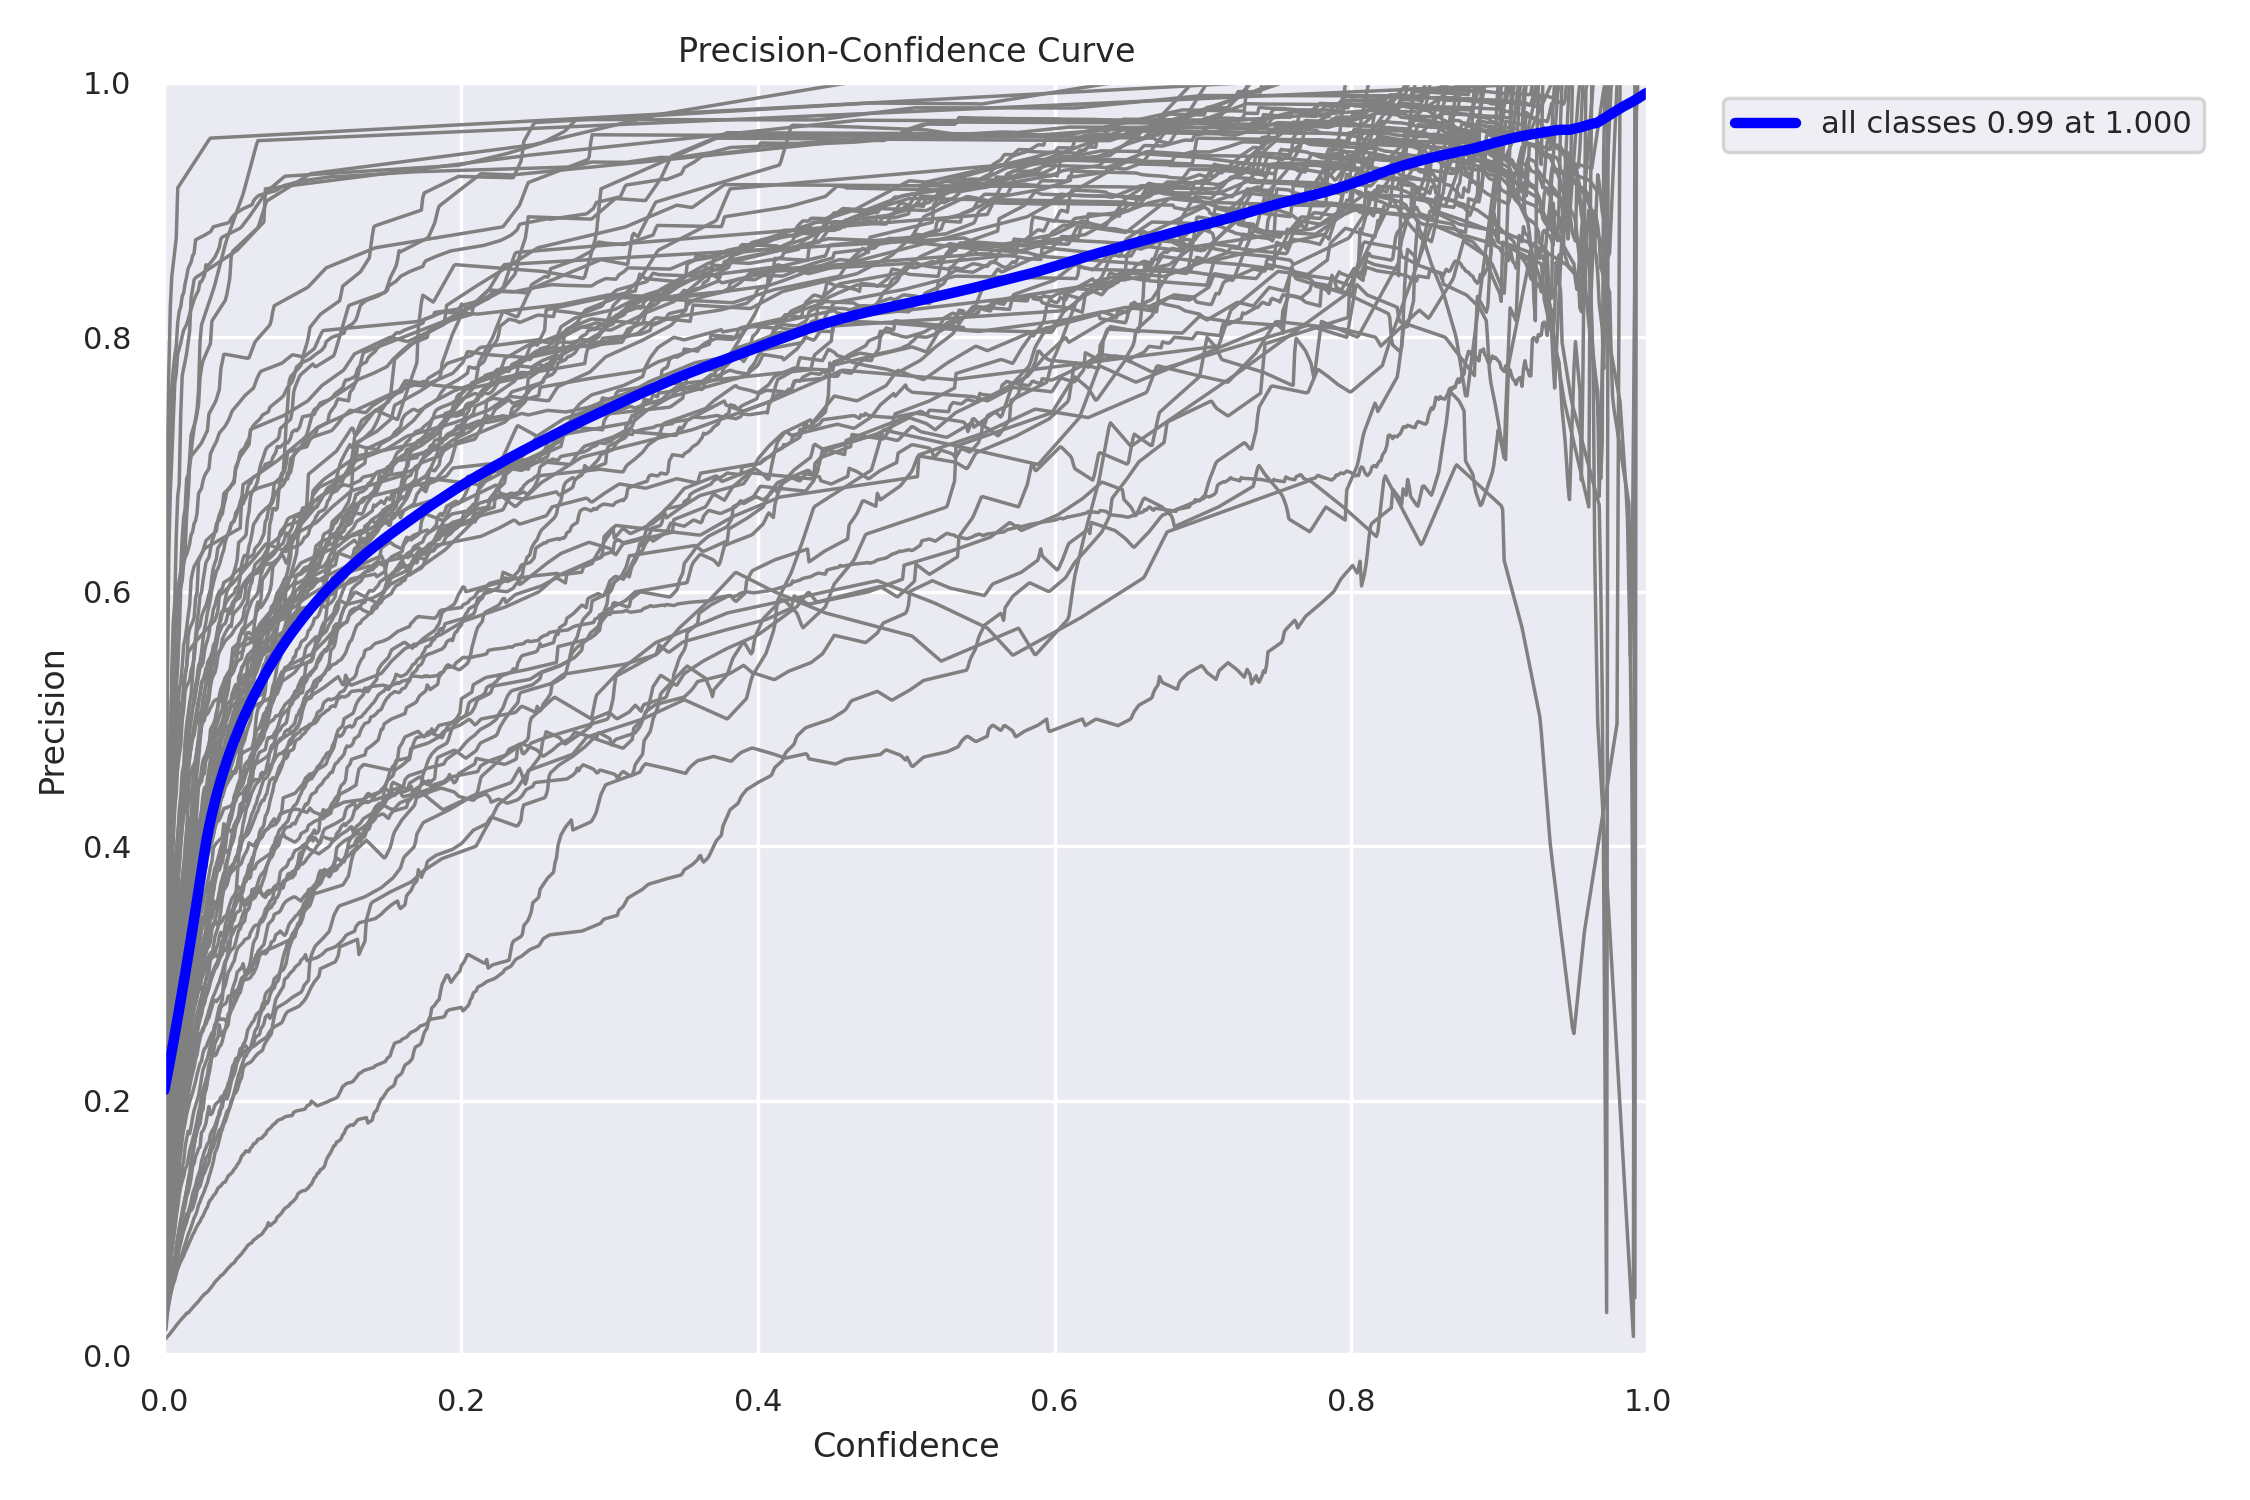 Precision-Confidence Curve
all classes 0.99 at 1.000
1.0
0.8
0.6
0.4
0.2
0.0
Precision
0.0 0.2 0.4 0.6 0.8 1.0
Confidence